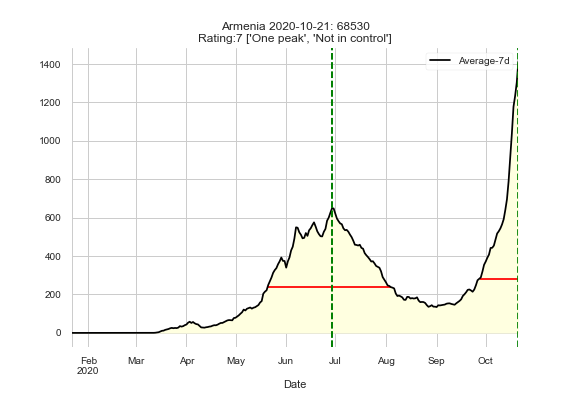 Armenia 2020-10-21: 68530
Rating:7 ['One peak', 'Not in control']
Average-7d
1400
1200
1000
800
600
400
200
0
Feb Mar Apr May Jun Jul Aug Sep Oct
2020
Date